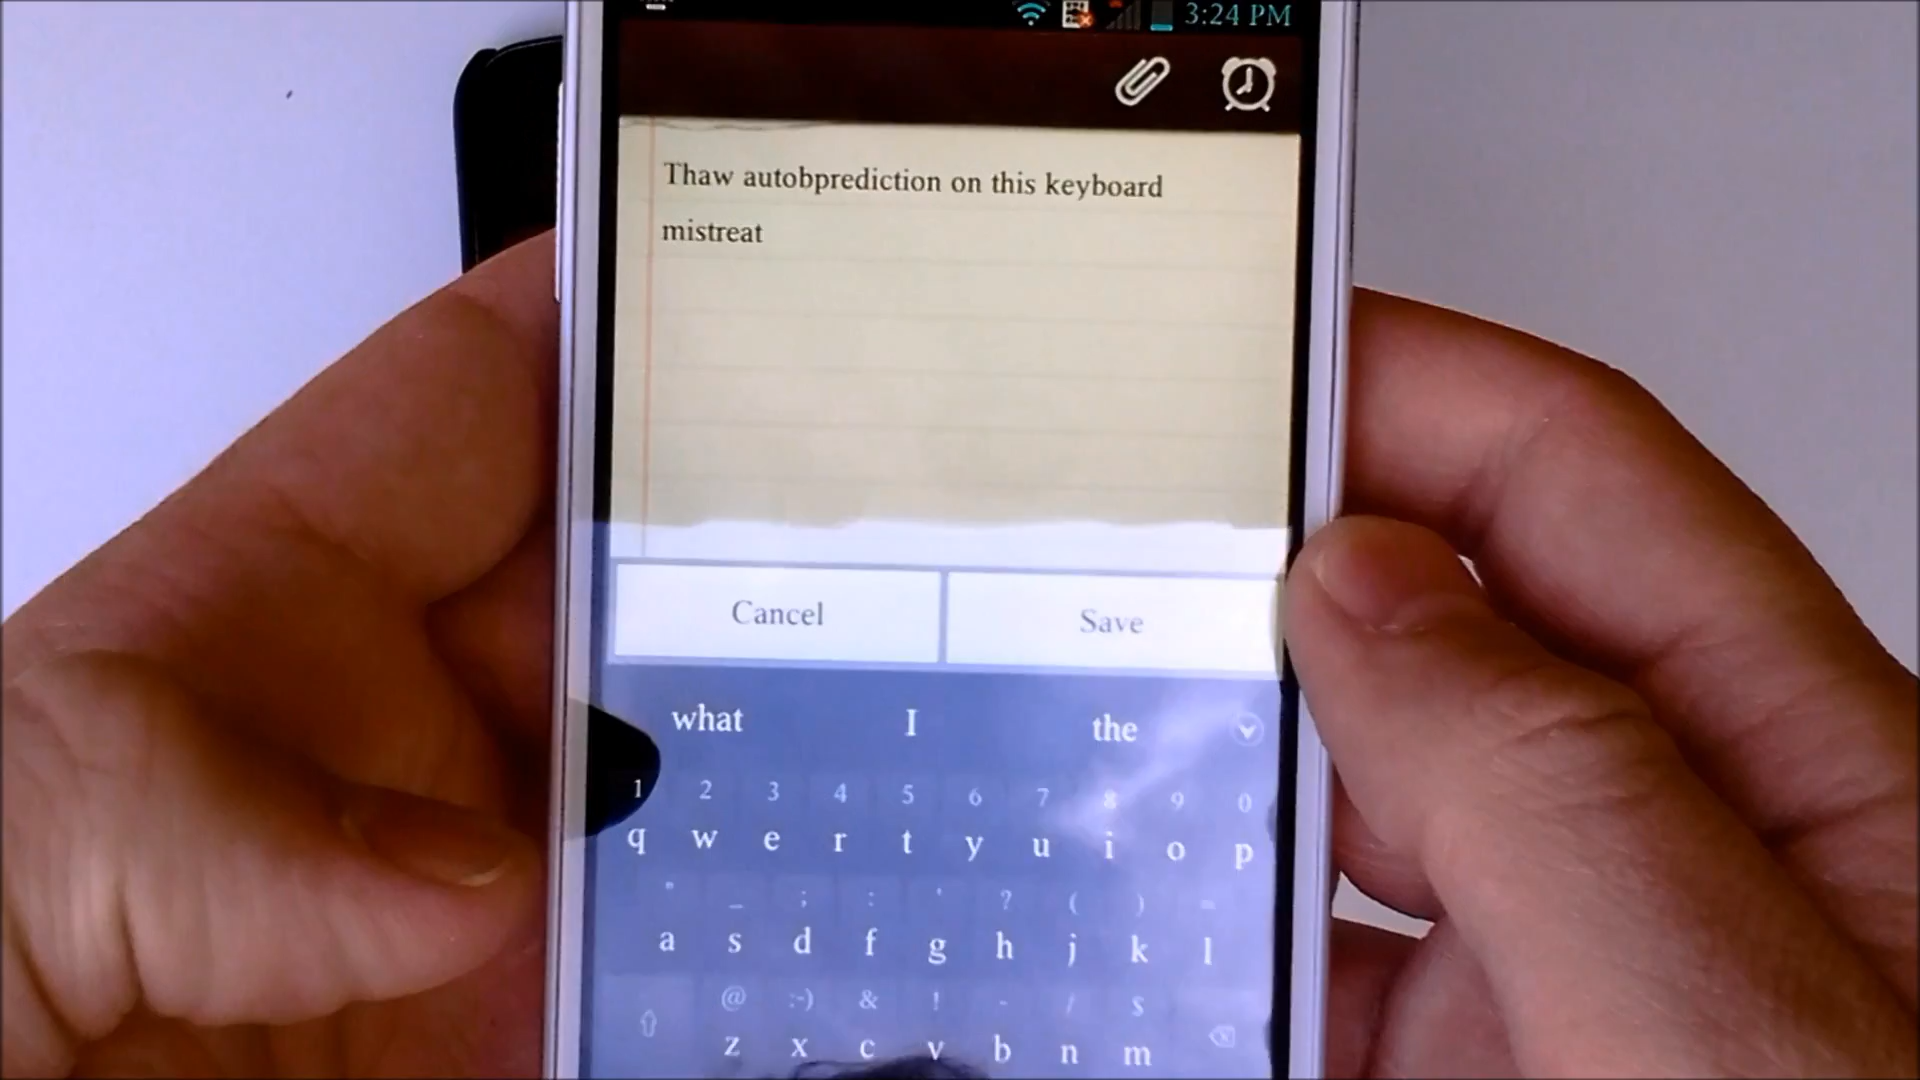 3:24 PM
Thaw autobprediction on this keyboard
mistreat
Cancel Save
what I the
1 2 3 4 5 6 7 8 9 0
q w e r t y u i o p
" _ ; : ' ? ( ) =
a s d f g h j k l
@ :-) & ! - / $
z x c v b n m